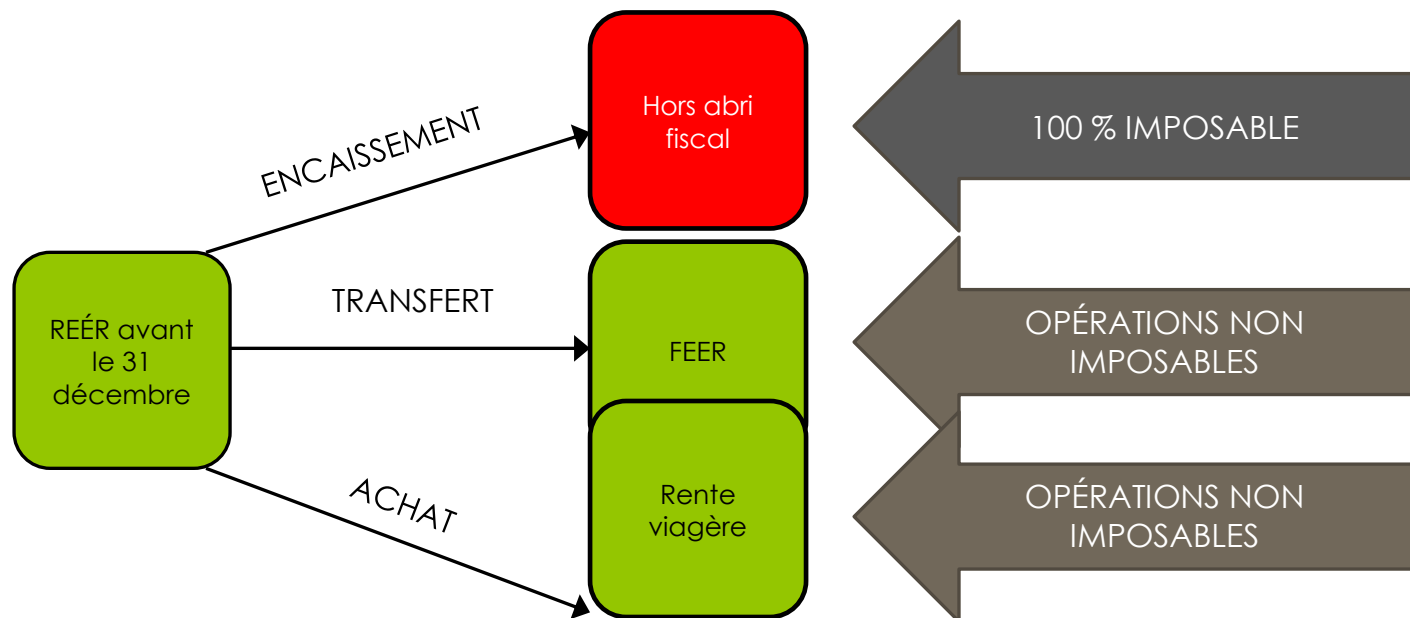 ENCAISSEMENT
Hors abri
fiscal
100 % IMPOSABLE
REÉR avant
le 31
décembre
TRANSFERT
FEER
OPÉRATIONS NON
IMPOSABLES
ACHAT
Rente
viagère
OPÉRATIONS NON
IMPOSABLES